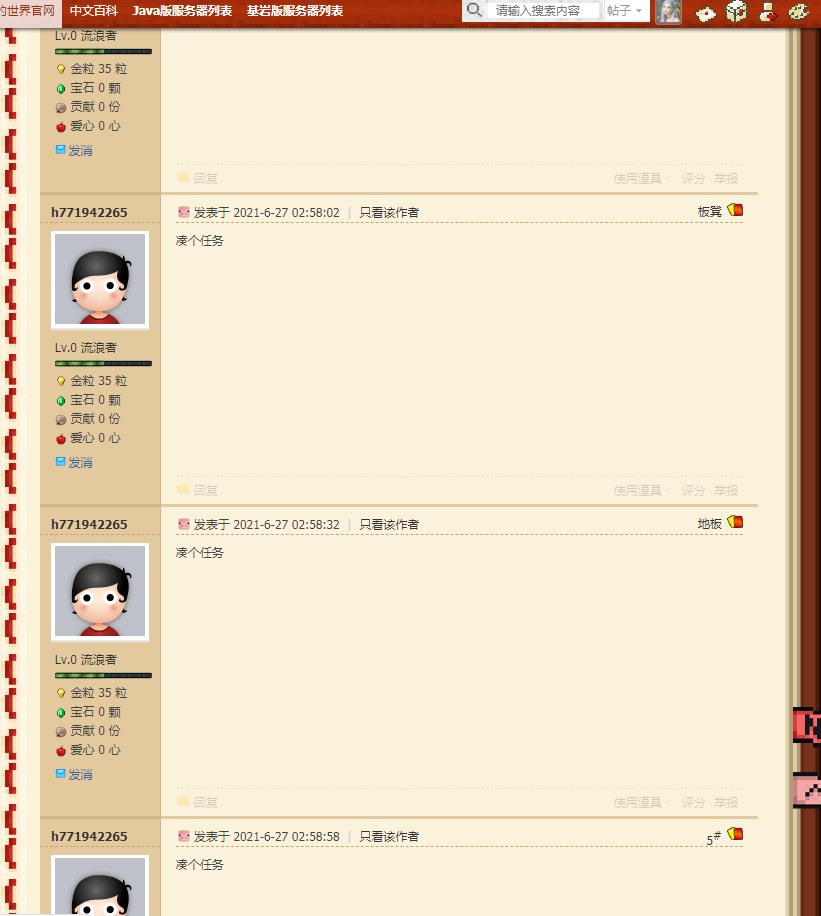 的世界官网 中文百科 Java版服务器列表 基岩版服务器列表 请输入搜索内容 帖子
Lv.0 流浪者
金粒 35 粒
宝石 0 颗
贡献 0 份
爱心 0 心
发消
回复 使用道具 评分 举报
h771942265 发表于 2021-6-27 02:58:02 | 只看该作者 板凳
凑个任务
Lv.0 流浪者
金粒 35 粒
宝石 0 颗
贡献 0 份
爱心 0 心
发消
回复 使用道具 评分 举报
h771942265 发表于 2021-6-27 02:58:32 | 只看该作者 地板
凑个任务
Lv.0 流浪者
金粒 35 粒
宝石 0 颗
贡献 0 份
爱心 0 心
发消
回复 使用道具 评分 举报
h771942265 发表于 2021-6-27 02:58:58 | 只看该作者 5#
凑个任务